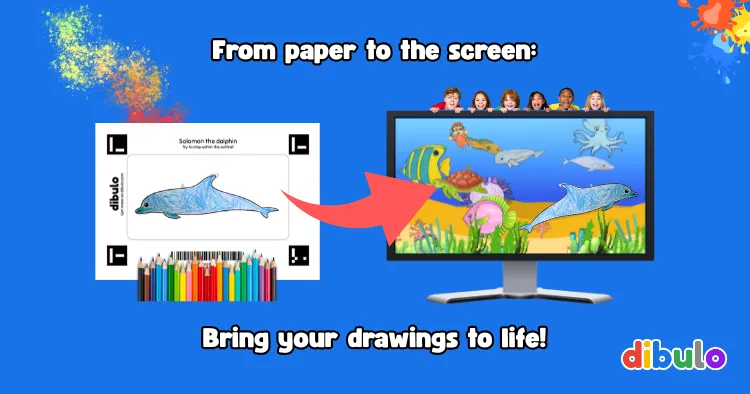 From paper to the screen:
Solomon the dolphin
Try to stay within the outline!
dibulo
Bring your drawings to life!
dibulo